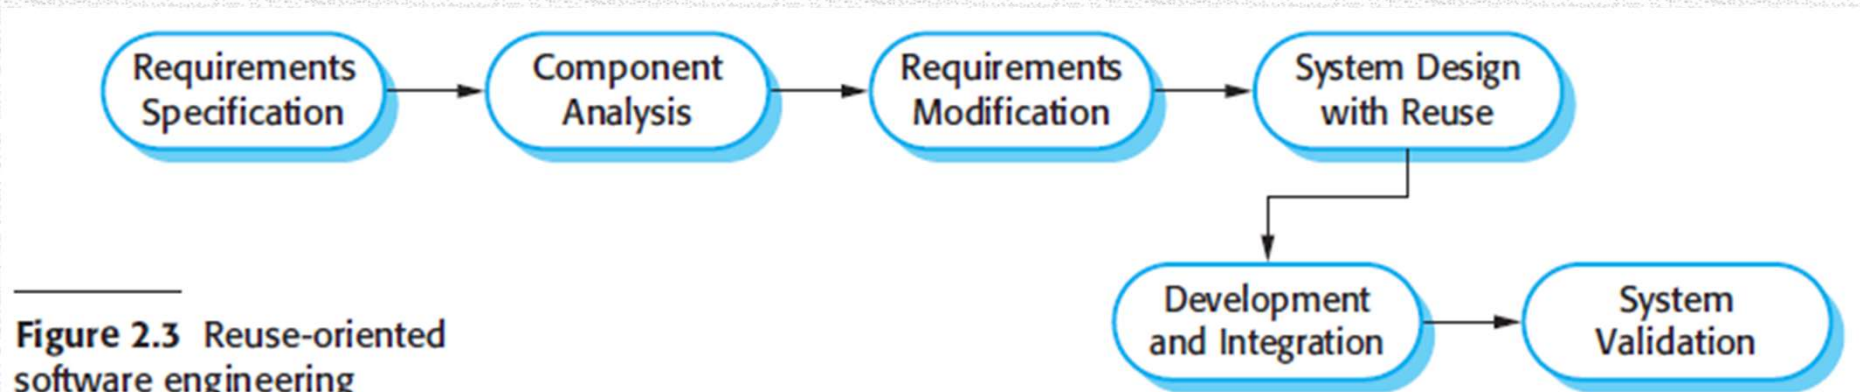 Requirements
Specification
Component
Analysis
Requirements
Modification
System Design
with Reuse
Development
and Integration
System
Validation
Figure 2.3 Reuse-oriented
software engineering